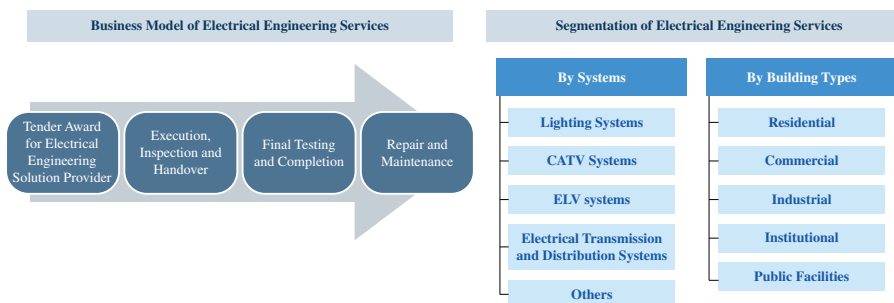 Business Model of Electrical Engineering Services
Tender Award
for Electrical
Engineering
Solution Provider
Execution,
Inspection and
Handover
Final Testing
and Completion
Repair and
Maintenance
Segmentation of Electrical Engineering Services
By Systems
Lighting Systems
CATV Systems
ELV systems
Electrical Transmission
and Distribution Systems
Others
By Building Types
Residential
Commercial
Industrial
Institutional
Public Facilities